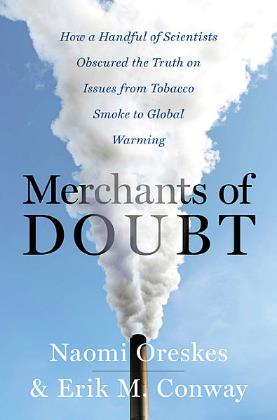 How a Handful of Scientists
Obscured the Truth on
Issues from Tobacco
Smoke to Global
Warming
Merchants of
DOUBT
Naomi Oreskes
& Erik M. Conway